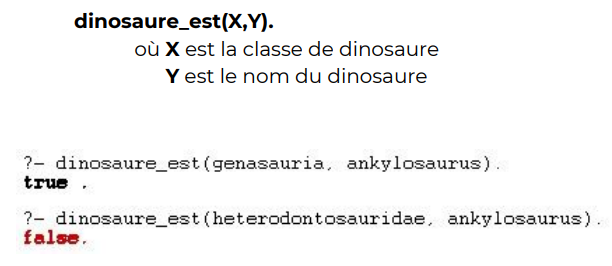 dinosaure_est(X,Y).
où X est la classe de dinosaure
Y est le nom du dinosaure
?- dinosaure_est(genasauria, ankylosaurus).
true .
?- dinosaure_est(heterodontosauridae, ankylosaurus).
false.